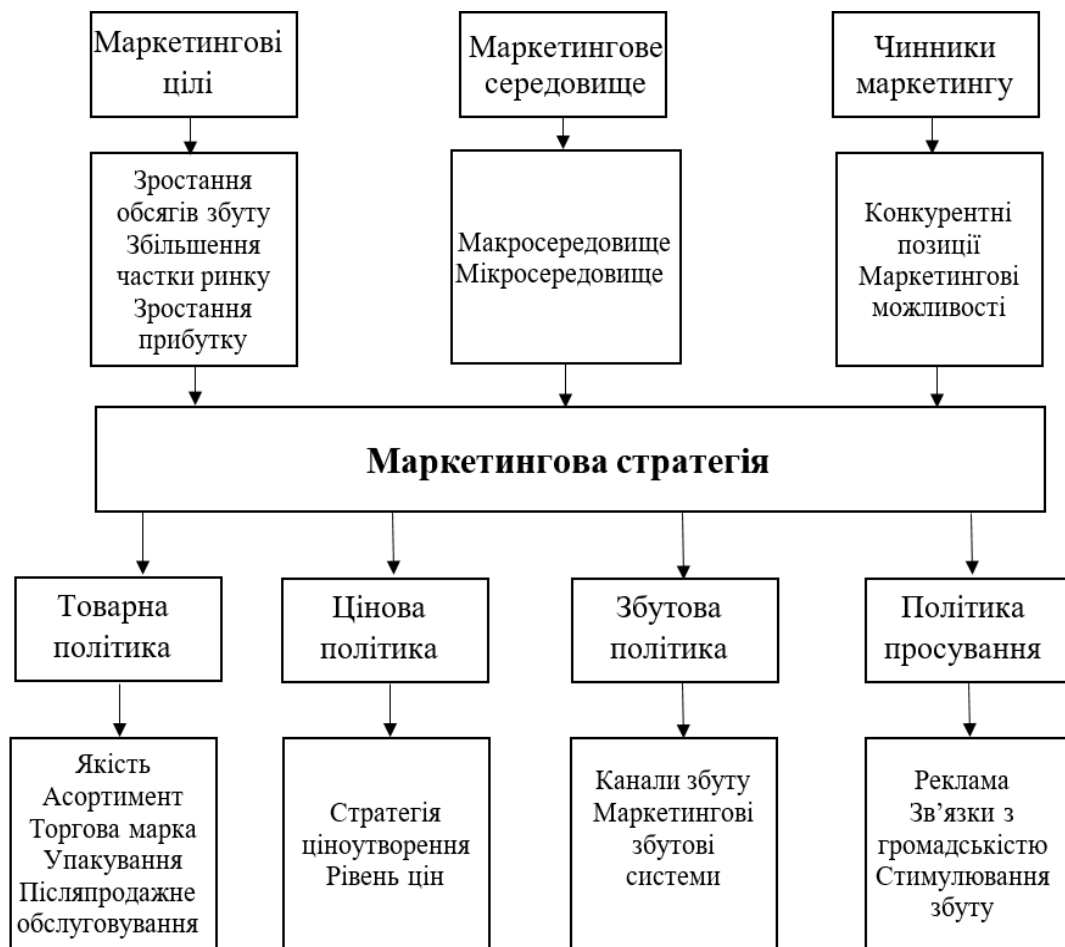 Маркетингові
цілі
Маркетингове
середовище
Чинники
маркетингу
Зростання
обсягів збуту
Збільшення
частки ринку
Зростання
прибутку
Макросередовище
Мікросередовище
Конкурентні
позиції
Маркетингові
можливості
Маркетингова стратегія
Товарна
політика
Цінова
політика
Збутова
політика
Політика
просування
Якість
Асортимент
Торгова марка
Упакування
Післяпродажне
обслуговування
Стратегія
ціноутворення
Рівень цін
Канали збуту
Маркетингові
збутові
системи
Реклама
Зв’язки з
громадськістю
Стимулювання
збуту